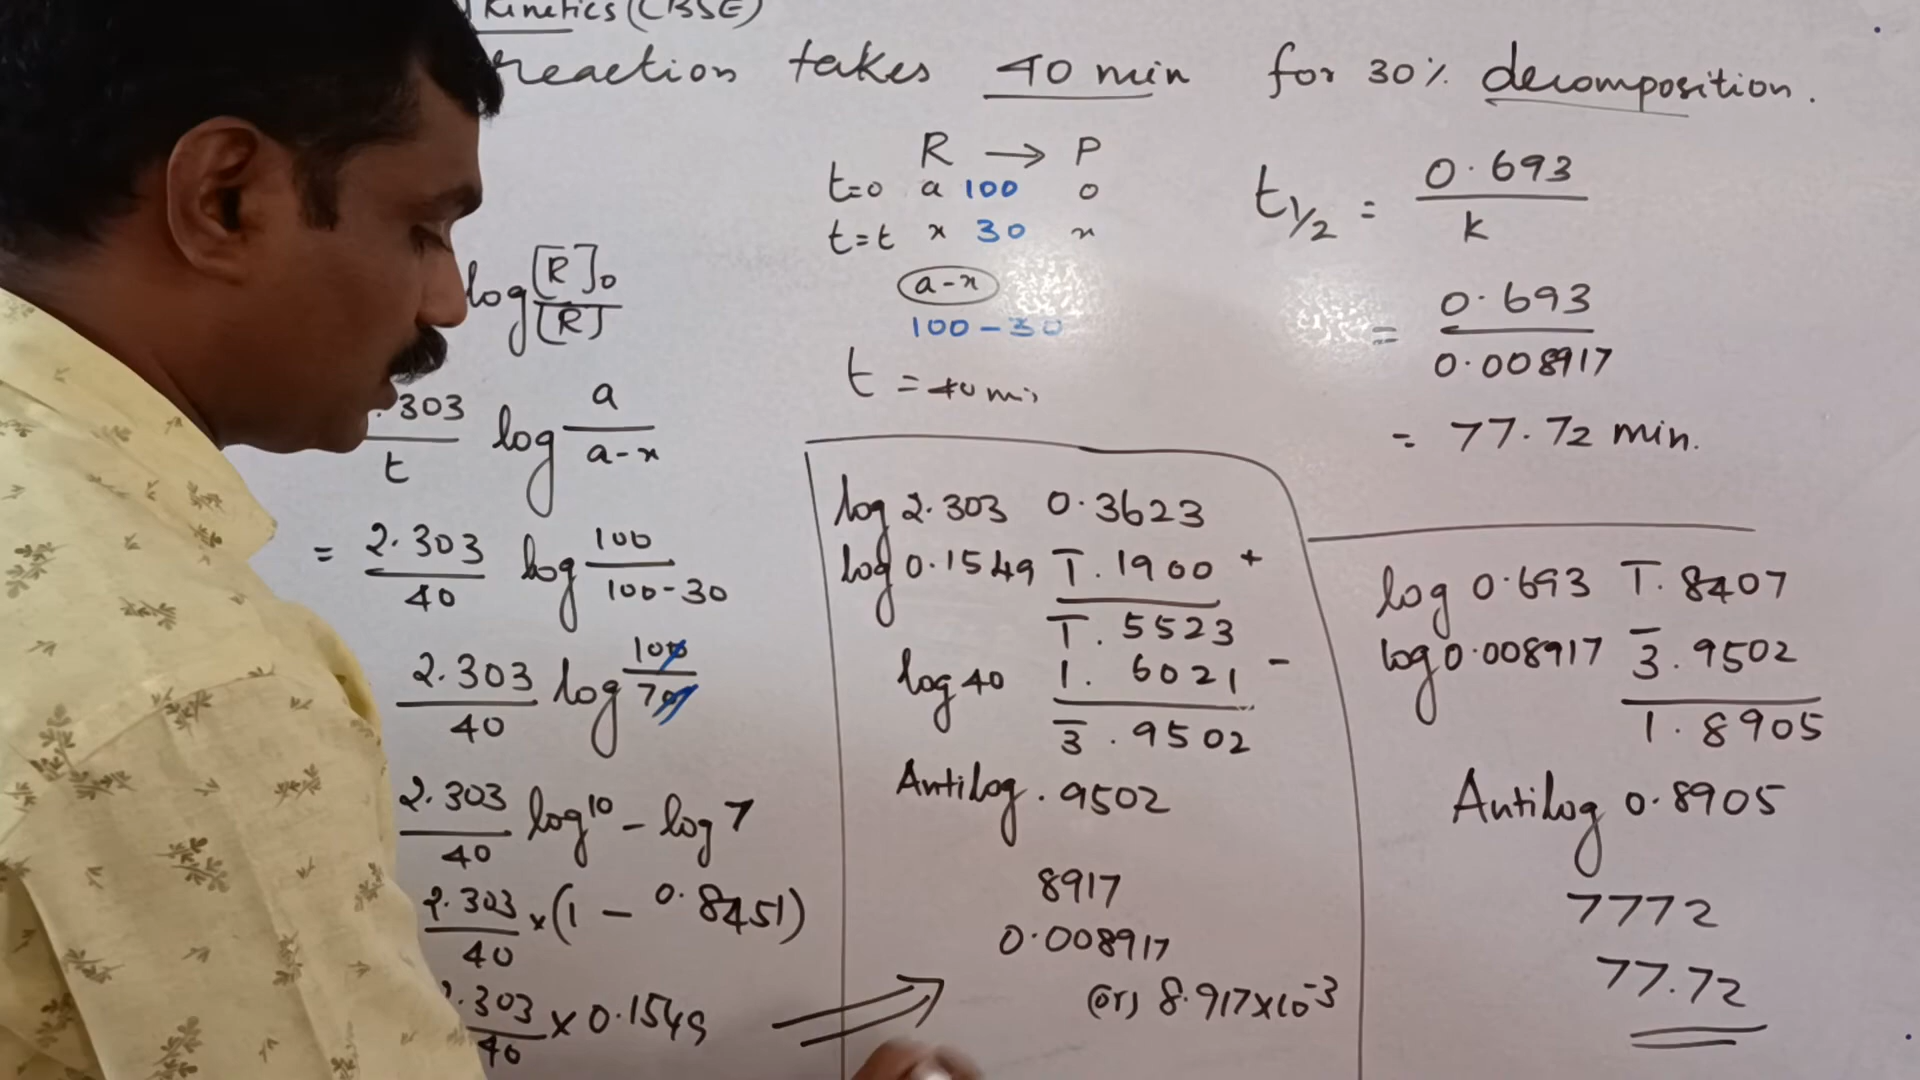 Kinetics (CBSE)
reaction takes 40 min for 30% decomposition.
R → P
t=0 a 100 0
t=t x 30 x
a-x
100-30
t = 40 min
log [R]₀/[R]
.303/t log a/a-x
= 2.303/40 log 100/100-30
2.303/40 log 100/70
2.303/40 log 10 - log 7
2.303/40 × (1 - 0.8451)
.303/40 × 0.1549
log 2.303 0.3623
log 0.1549 1̅.1900 +
1̅.5523
log 40 1.6021 -
3̅.9502
Antilog .9502
8917
0.008917
(or) 8.917×10⁻³
t₁/₂ = 0.693/k
= 0.693/0.008917
= 77.72 min.
log 0.693 1̅.8407
log 0.008917 3̅.9502
1.8905
Antilog 0.8905
7772
77.72